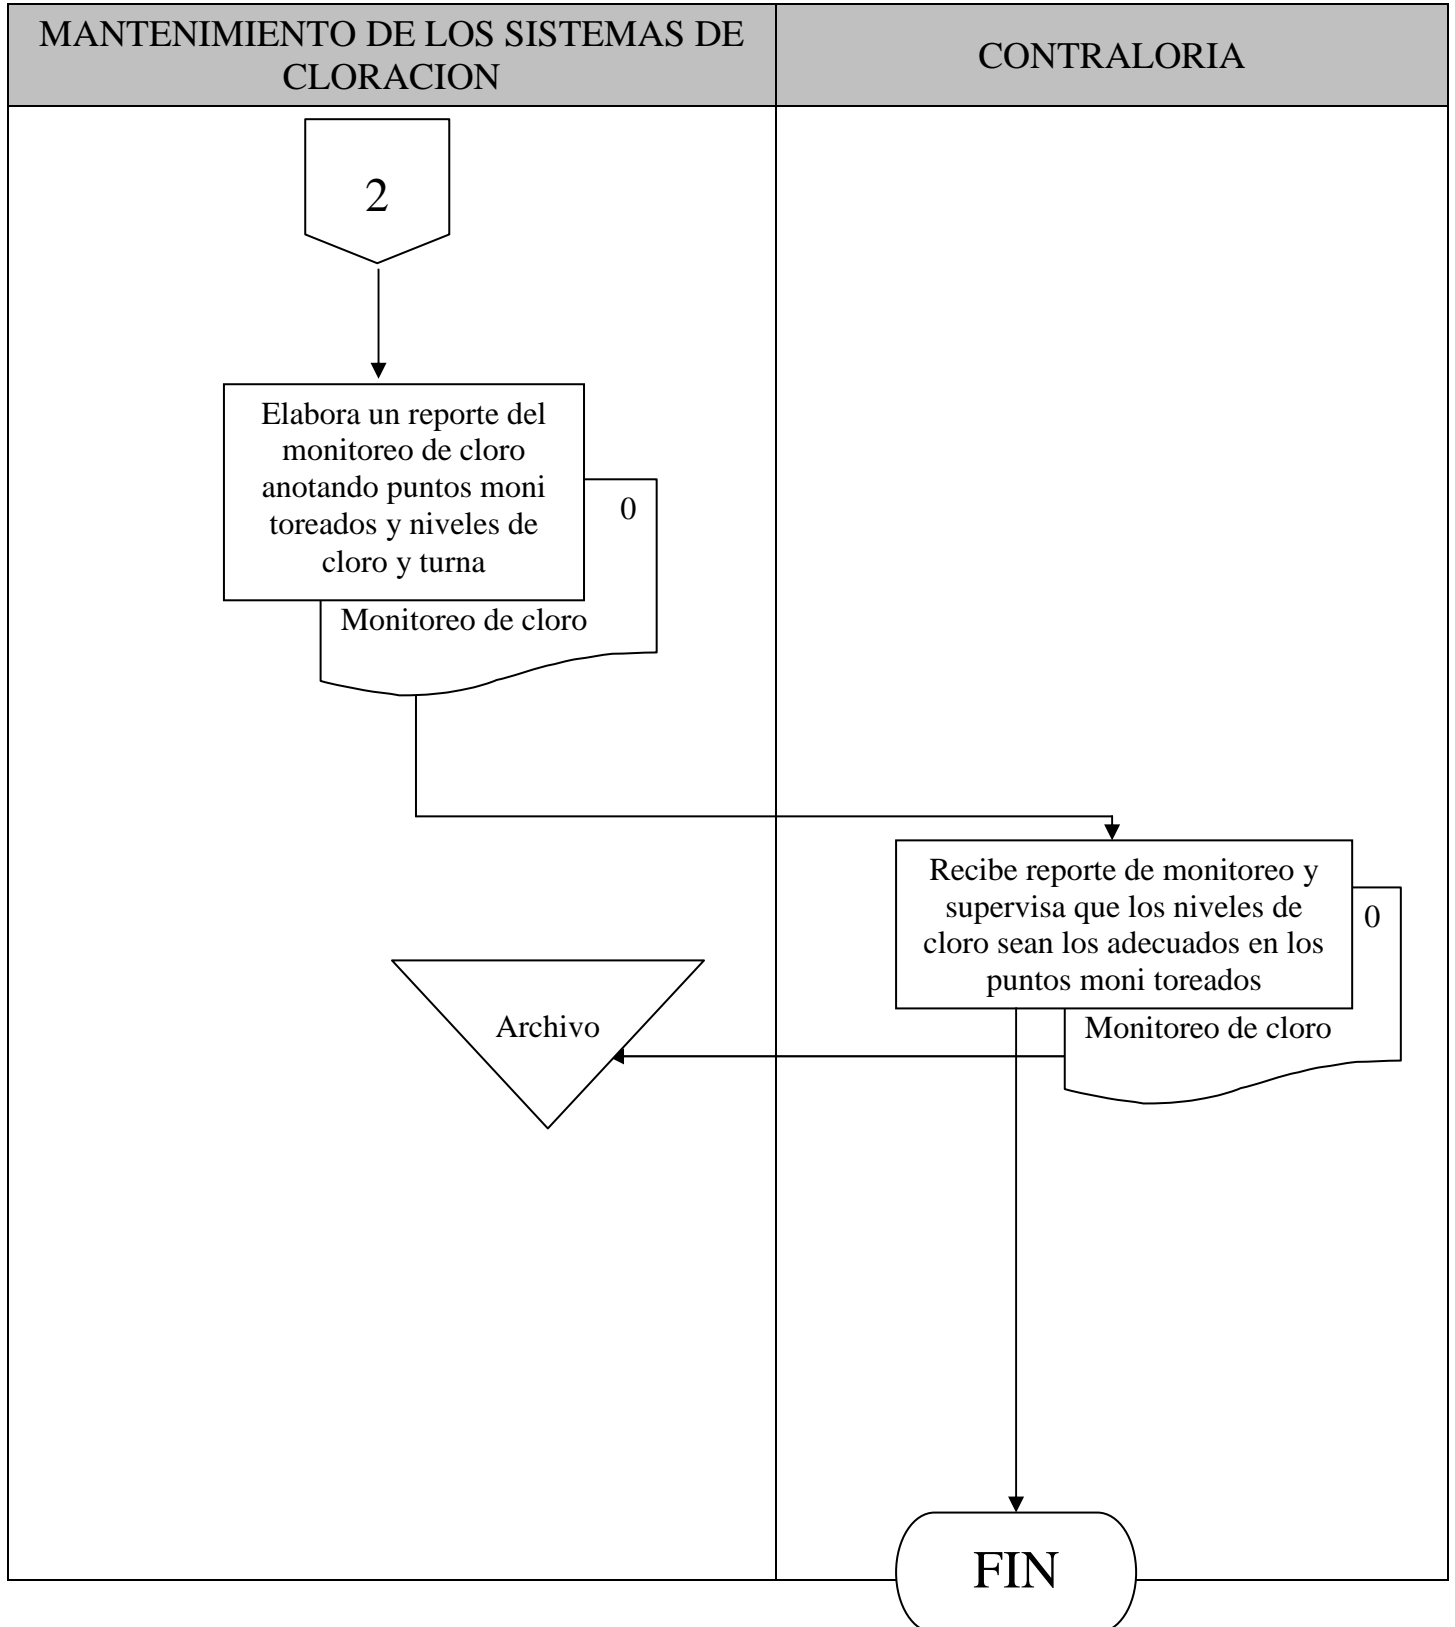 MANTENIMIENTO DE LOS SISTEMAS DE
CLORACION
CONTRALORIA
2
Elabora un reporte del
monitoreo de cloro
anotando puntos moni
toreados y niveles de
cloro y turna
0
Monitoreo de cloro
Recibe reporte de monitoreo y
supervisa que los niveles de
cloro sean los adecuados en los
puntos moni toreados
0
Monitoreo de cloro
Archivo
FIN